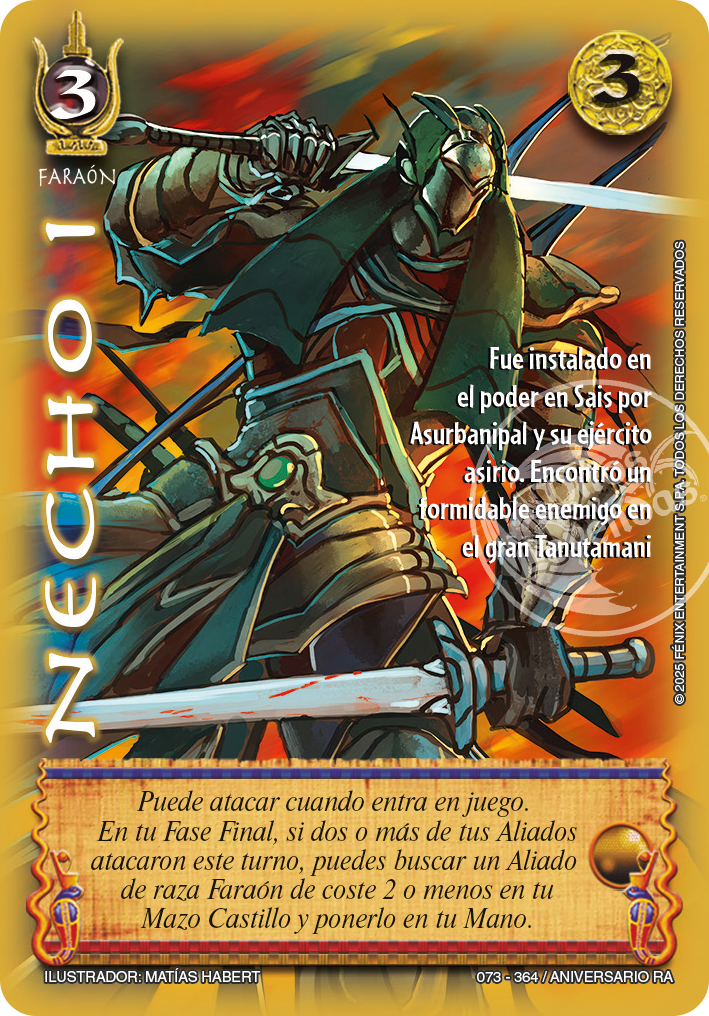 3
3
FARAÓN
NECHO I
Fue instalado en
el poder en Sais por
Asurbanipal y su ejército
asirio. Encontró un
formidable enemigo en
el gran Tanutamani
© 2025 FÉNIX ENTERTAINMENT S.P.A. TODOS LOS DERECHOS RESERVADOS
Puede atacar cuando entra en juego.
En tu Fase Final, si dos o más de tus Aliados
atacaron este turno, puedes buscar un Aliado
de raza Faraón de coste 2 o menos en tu
Mazo Castillo y ponerlo en tu Mano.
ILUSTRADOR: MATÍAS HABERT
073 - 364 / ANIVERSARIO RA